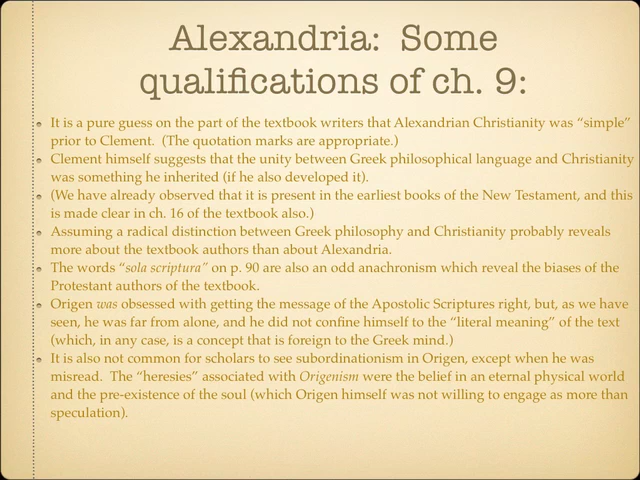 Alexandria: Some
qualifications of ch. 9:
It is a pure guess on the part of the textbook writers that Alexandrian Christianity was “simple”
prior to Clement. (The quotation marks are appropriate.)
Clement himself suggests that the unity between Greek philosophical language and Christianity
was something he inherited (if he also developed it).
(We have already observed that it is present in the earliest books of the New Testament, and this
is made clear in ch. 16 of the textbook also.)
Assuming a radical distinction between Greek philosophy and Christianity probably reveals
more about the textbook authors than about Alexandria.
The words “sola scriptura” on p. 90 are also an odd anachronism which reveal the biases of the
Protestant authors of the textbook.
Origen was obsessed with getting the message of the Apostolic Scriptures right, but, as we have
seen, he was far from alone, and he did not confine himself to the “literal meaning” of the text
(which, in any case, is a concept that is foreign to the Greek mind.)
It is also not common for scholars to see subordinationism in Origen, except when he was
misread. The “heresies” associated with Origenism were the belief in an eternal physical world
and the pre-existence of the soul (which Origen himself was not willing to engage as more than
speculation).